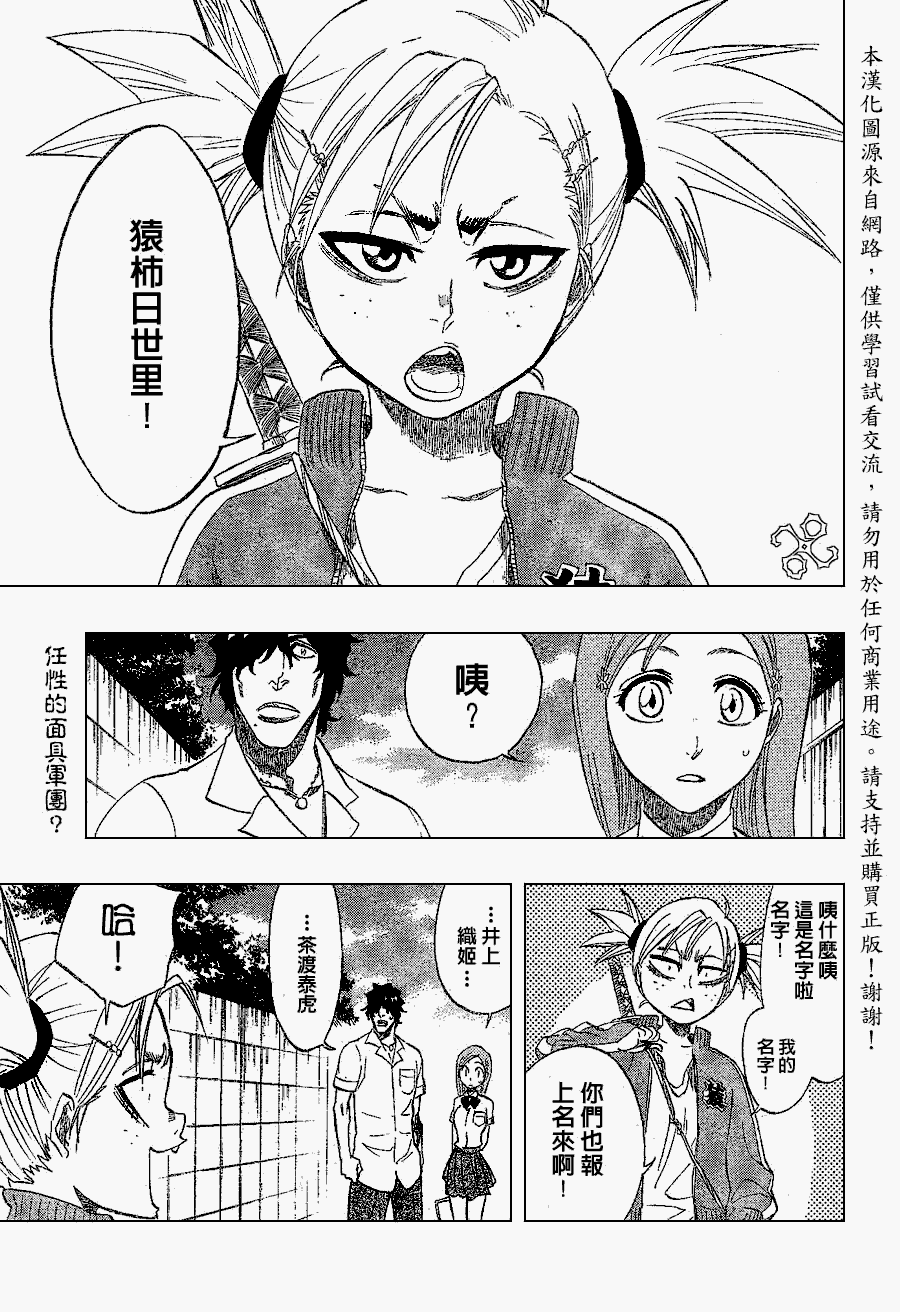 猿柿日世里！
咦？
任性的面具軍團？
咦什麼咦
這是名字啦
名字！
我的
名字！
你們也報
上名來啊！
…井上
織姬…
…茶渡泰虎
哈！
本漢化圖源來自網路，僅供學習試看交流，請勿用於任何商業用途。請支持並購買正版！謝謝！